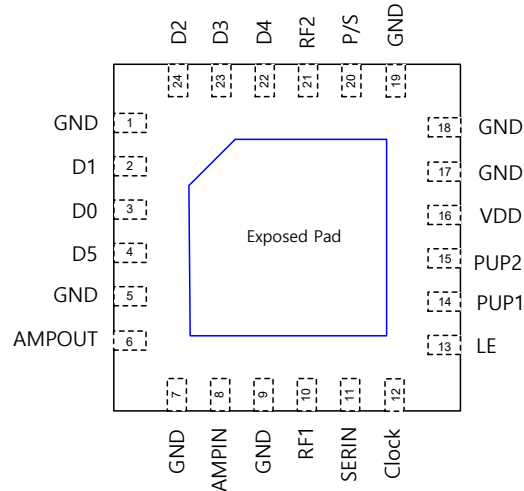 D2 D3 D4 RF2 P/S GND
24 23 22 21 20 19
GND 1 18 GND
D1 2 17 GND
D0 3 16 VDD
Exposed Pad
D5 4 15 PUP2
GND 5 14 PUP1
AMPOUT 6 13 LE
7 8 9 10 11 12
GND AMPIN GND RF1 SERIN Clock